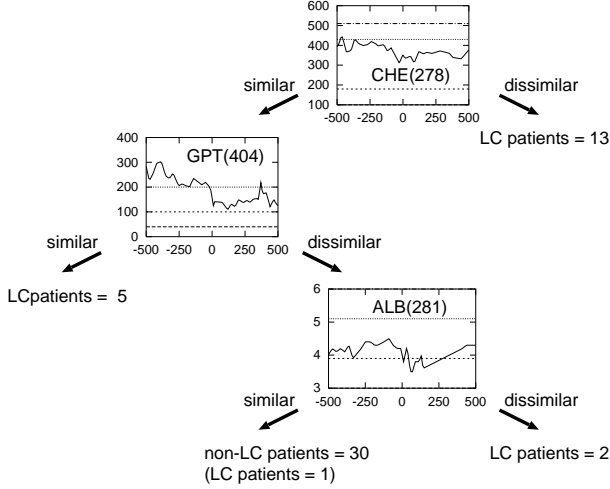 600
500
400
300
200
100
CHE(278)
-500 -250 0 250 500
similar
dissimilar
LC patients = 13
400
300
200
100
0
GPT(404)
-500 -250 0 250 500
similar
dissimilar
LCpatients = 5
6
5
4
3
ALB(281)
-500 -250 0 250 500
similar
dissimilar
non-LC patients = 30
(LC patients = 1)
LC patients = 2